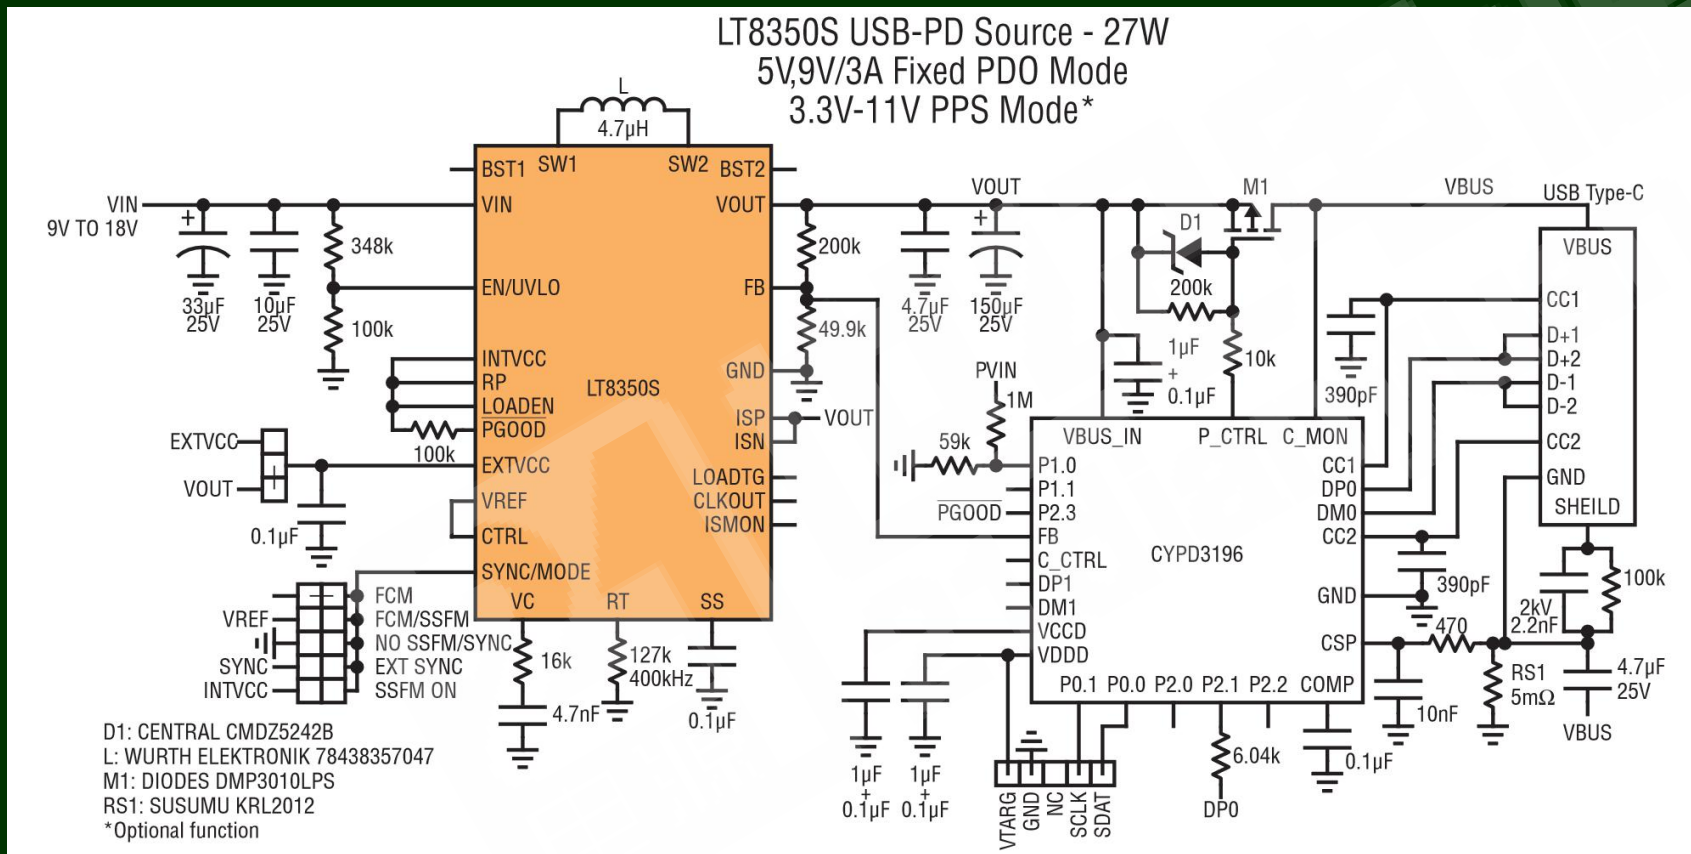 LT8350S USB-PD Source - 27W
5V,9V/3A Fixed PDO Mode
3.3V-11V PPS Mode*
L
4.7µH
SW1
SW2
BST1
BST2
VIN
9V TO 18V
VIN
VOUT
VOUT
M1
VBUS
USB Type-C
+
33µF
25V
10µF
25V
348k
100k
EN/UVLO
FB
200k
49.9k
+
4.7µF
25V
150µF
25V
D1
200k
10k
1µF
+
0.1µF
390pF
VBUS
CC1
D+1
D+2
D-1
D-2
CC2
GND
SHEILD
INTVCC
RP
LOADEN
PGOOD
100k
LT8350S
GND
ISP
ISN
VOUT
LOADTG
CLKOUT
ISMON
EXTVCC
VOUT
EXTVCC
0.1µF
VREF
CTRL
SYNC/MODE
VC
RT
SS
FCM
VREF
FCM/SSFM
NO SSFM/SYNC
SYNC
EXT SYNC
INTVCC
SSFM ON
16k
4.7nF
127k
400kHz
0.1µF
PVIN
1M
59k
PGOOD
VBUS_IN
P_CTRL
C_MON
P1.0
P1.1
P2.3
FB
C_CTRL
DP1
DM1
VCCD
VDDD
CYPD3196
CC1
DP0
DM0
CC2
GND
CSP
P0.1
P0.0
P2.0
P2.1
P2.2
COMP
390pF
470
10nF
RS1
5mΩ
2kV
2.2nF
100k
4.7µF
25V
VBUS
1µF
+
0.1µF
1µF
+
0.1µF
VTARG
GND
NC
SCLK
SDAT
6.04k
DP0
0.1µF
D1: CENTRAL CMDZ5242B
L: WURTH ELEKTRONIK 78438357047
M1: DIODES DMP3010LPS
RS1: SUSUMU KRL2012
*Optional function